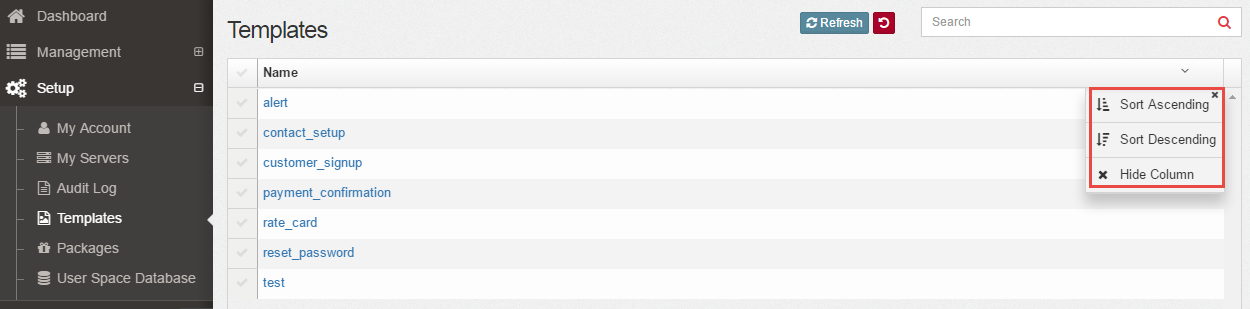 Dashboard
Management
Setup
My Account
My Servers
Audit Log
Templates
Packages
User Space Database
Templates
Refresh
Search
Name
alert
contact_setup
customer_signup
payment_confirmation
rate_card
reset_password
test
Sort Ascending
Sort Descending
Hide Column